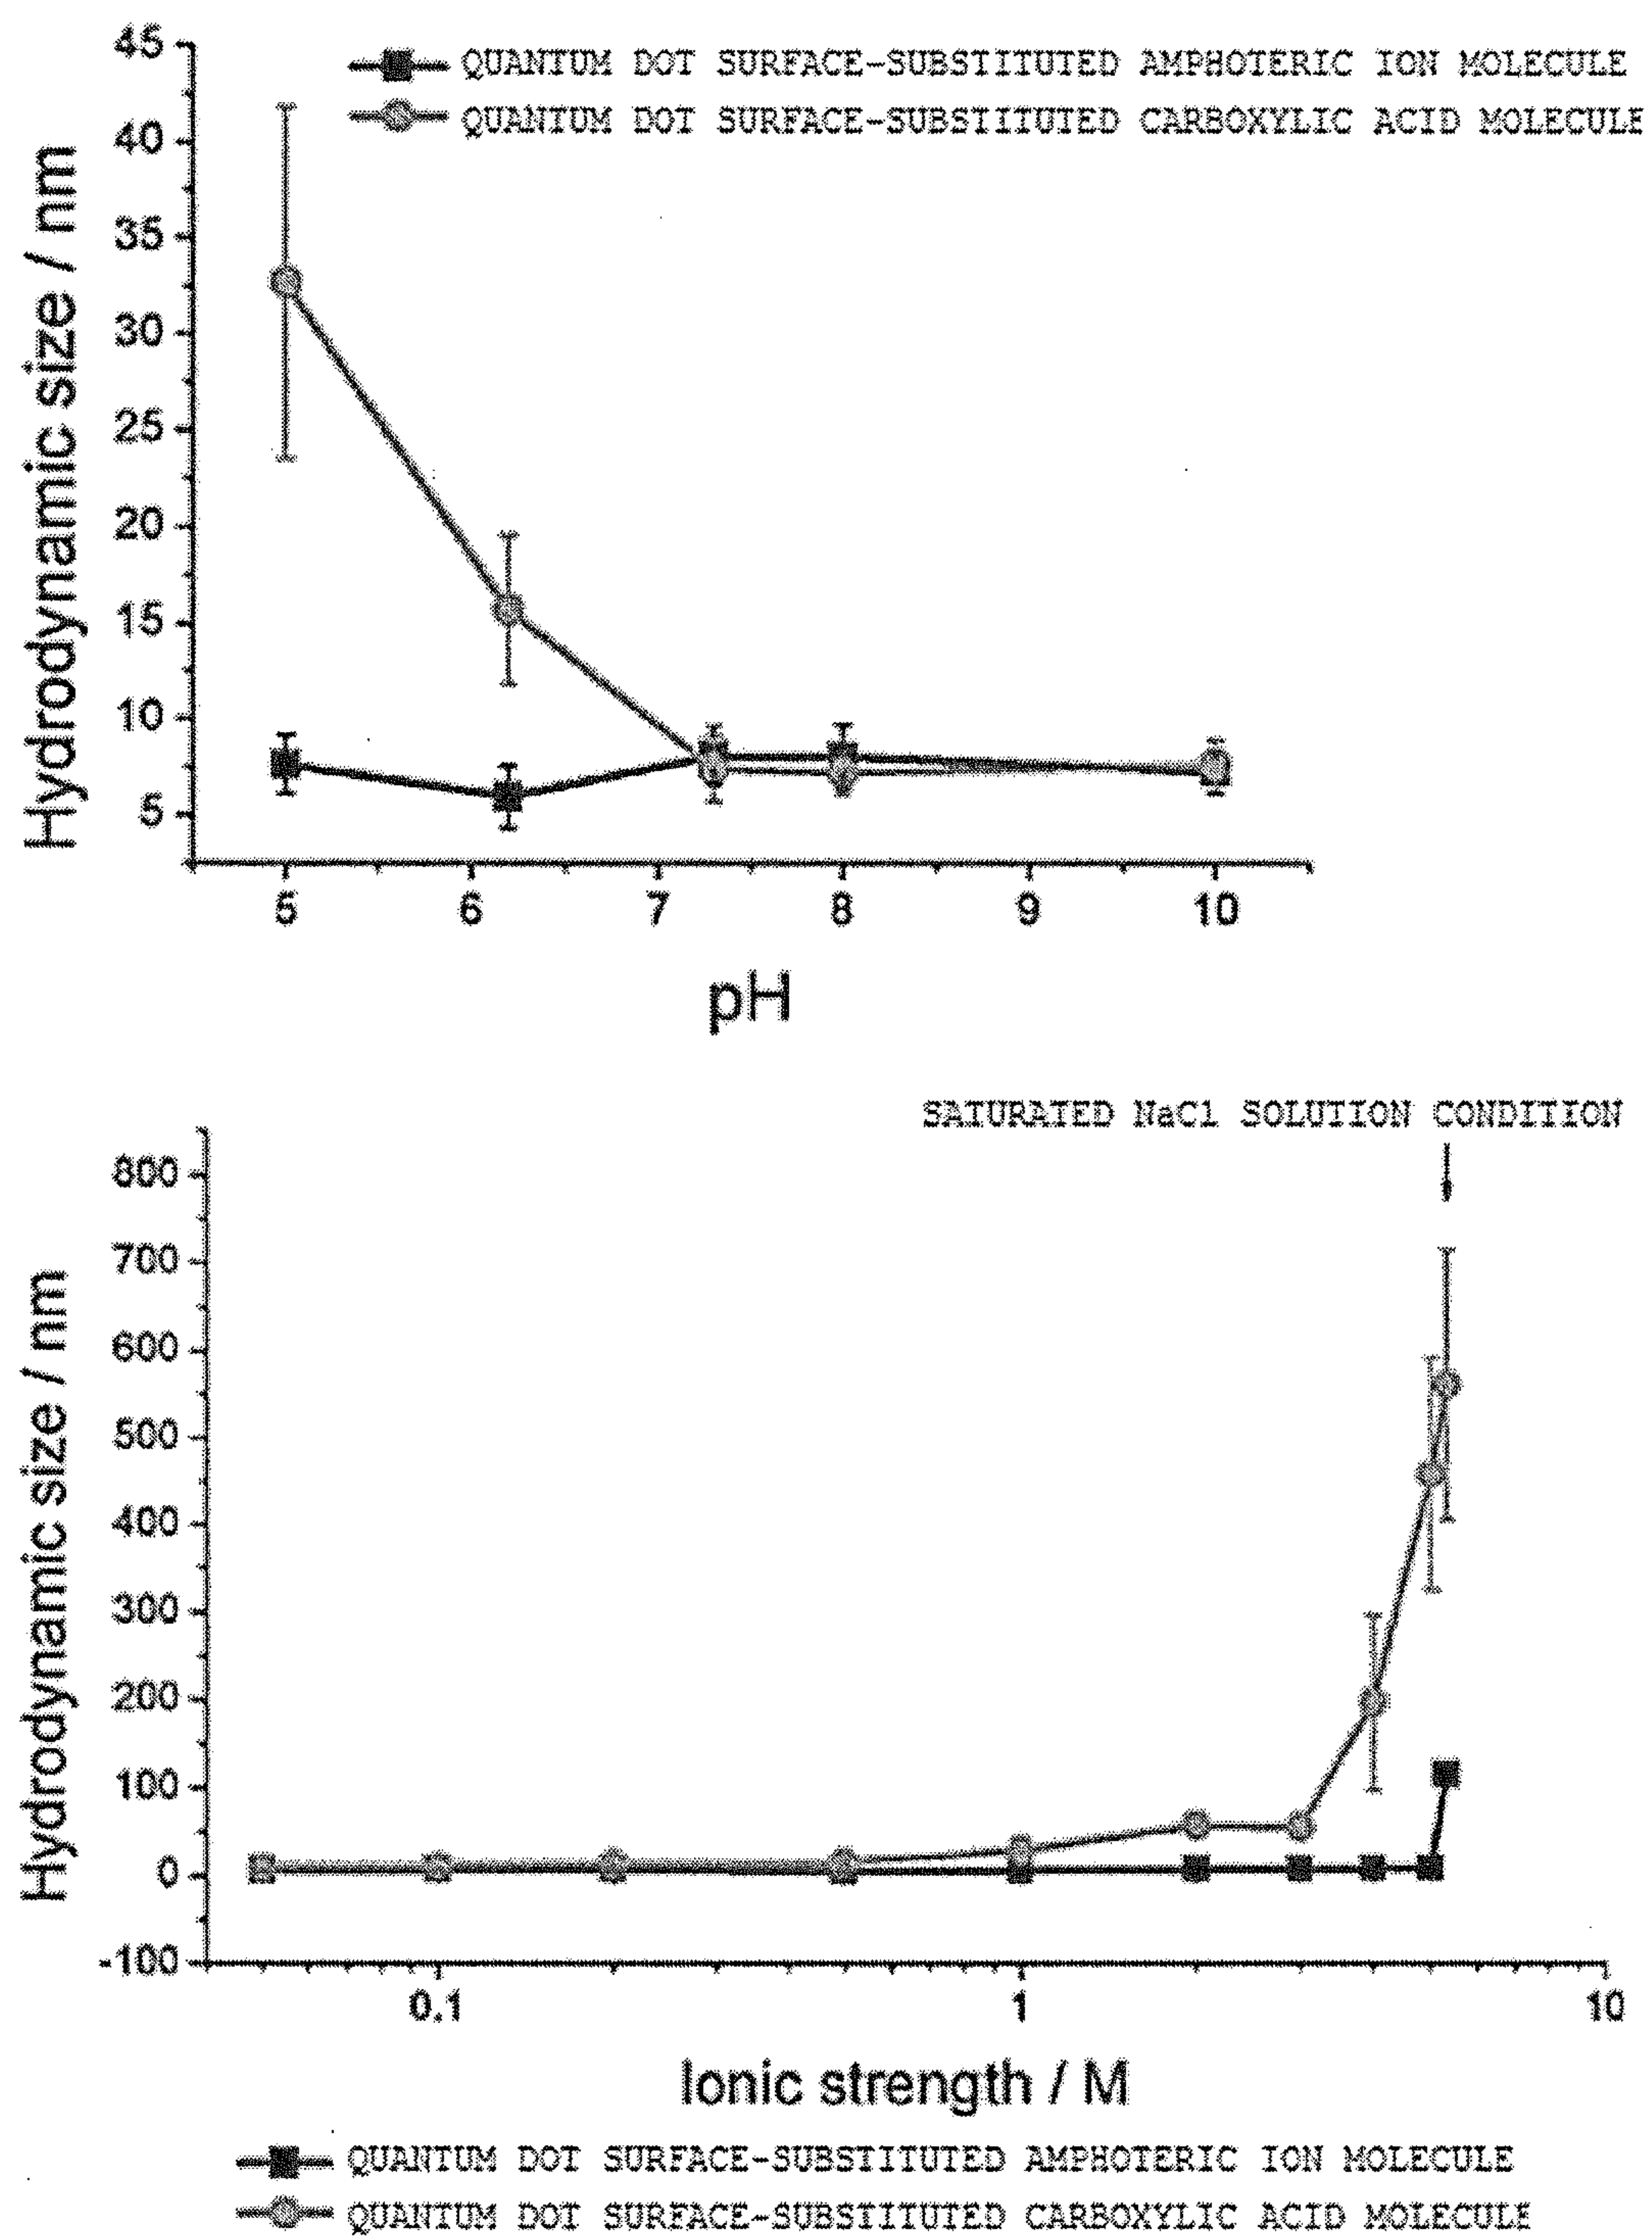 45
QUANTUM DOT SURFACE-SUBSTITUTED AMPHOTERIC ION MOLECULE
QUANTUM DOT SURFACE-SUBSTITUTED CARBOXYLIC ACID MOLECULE
40
35
30
25
20
15
10
5
Hydrodynamic size / nm
5 6 7 8 9 10
pH
SATURATED NaCl SOLUTION CONDITION
800
700
600
500
400
300
200
100
0
-100
Hydrodynamic size / nm
0.1 1 10
Ionic strength / M
QUANTUM DOT SURFACE-SUBSTITUTED AMPHOTERIC ION MOLECULE
QUANTUM DOT SURFACE-SUBSTITUTED CARBOXYLIC ACID MOLECULE